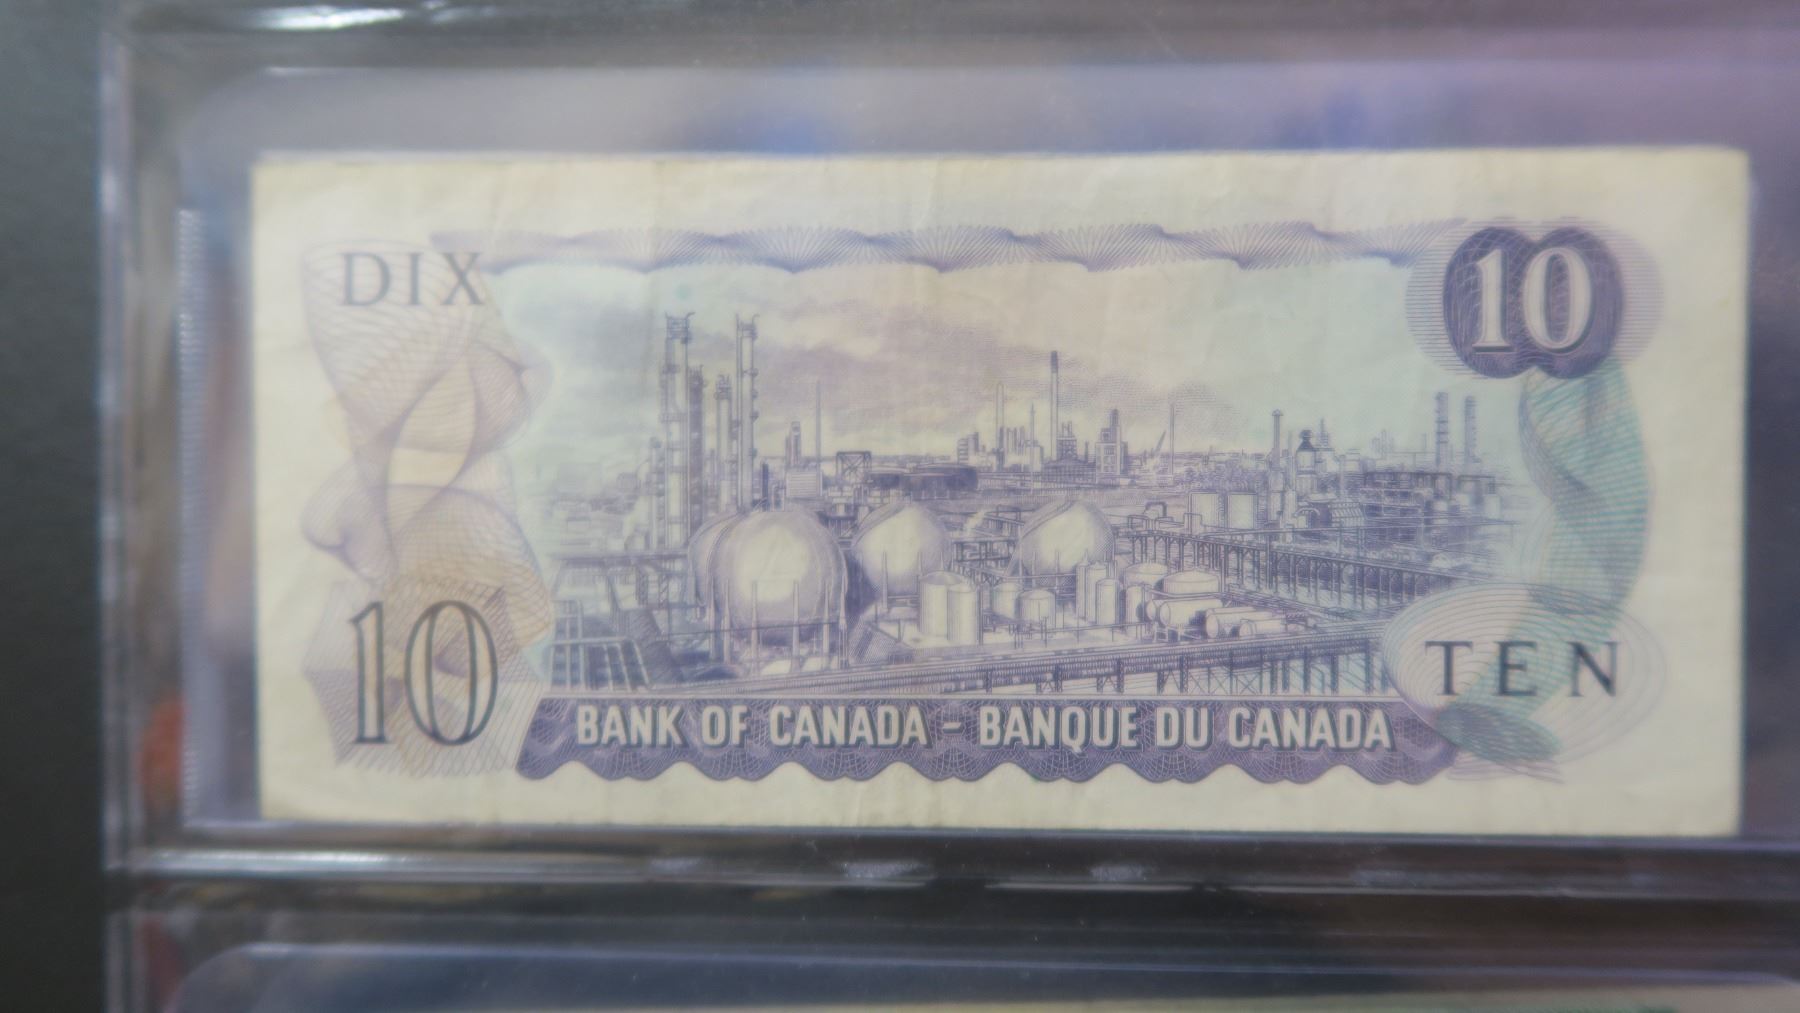 DIX
10
10
TEN
BANK OF CANADA - BANQUE DU CANADA